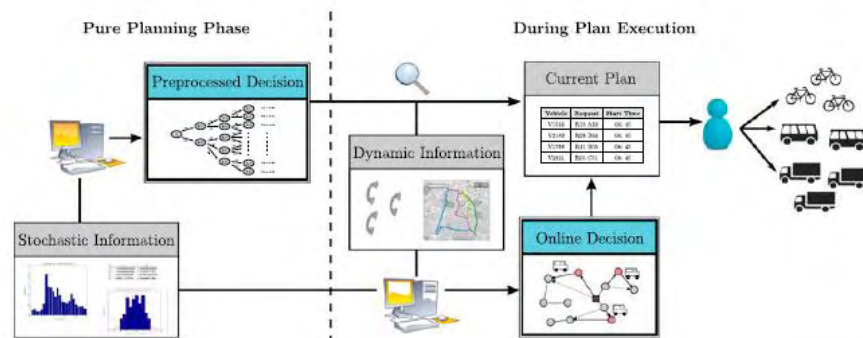 Pure Planning Phase
During Plan Execution
Preprocessed Decision
Current Plan
Vehicle Request Start Time
Dynamic Information
Stochastic Information
Online Decision